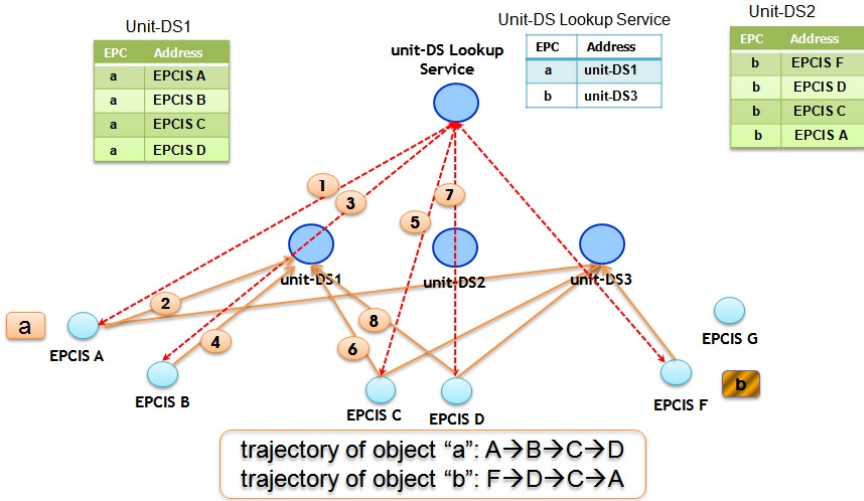 Unit-DS1
EPC Address
a EPCIS A
a EPCIS B
a EPCIS C
a EPCIS D
unit-DS Lookup
Service
Unit-DS Lookup Service
EPC Address
a unit-DS1
b unit-DS3
Unit-DS2
EPC Address
b EPCIS F
b EPCIS D
b EPCIS C
b EPCIS A
1
3
5
7
unit-DS1
unit-DS2
unit-DS3
2
4
6
8
a
EPCIS A
EPCIS B
EPCIS C
EPCIS D
EPCIS F
EPCIS G
b
trajectory of object “a”: A→B→C→D
trajectory of object “b”: F→D→C→A